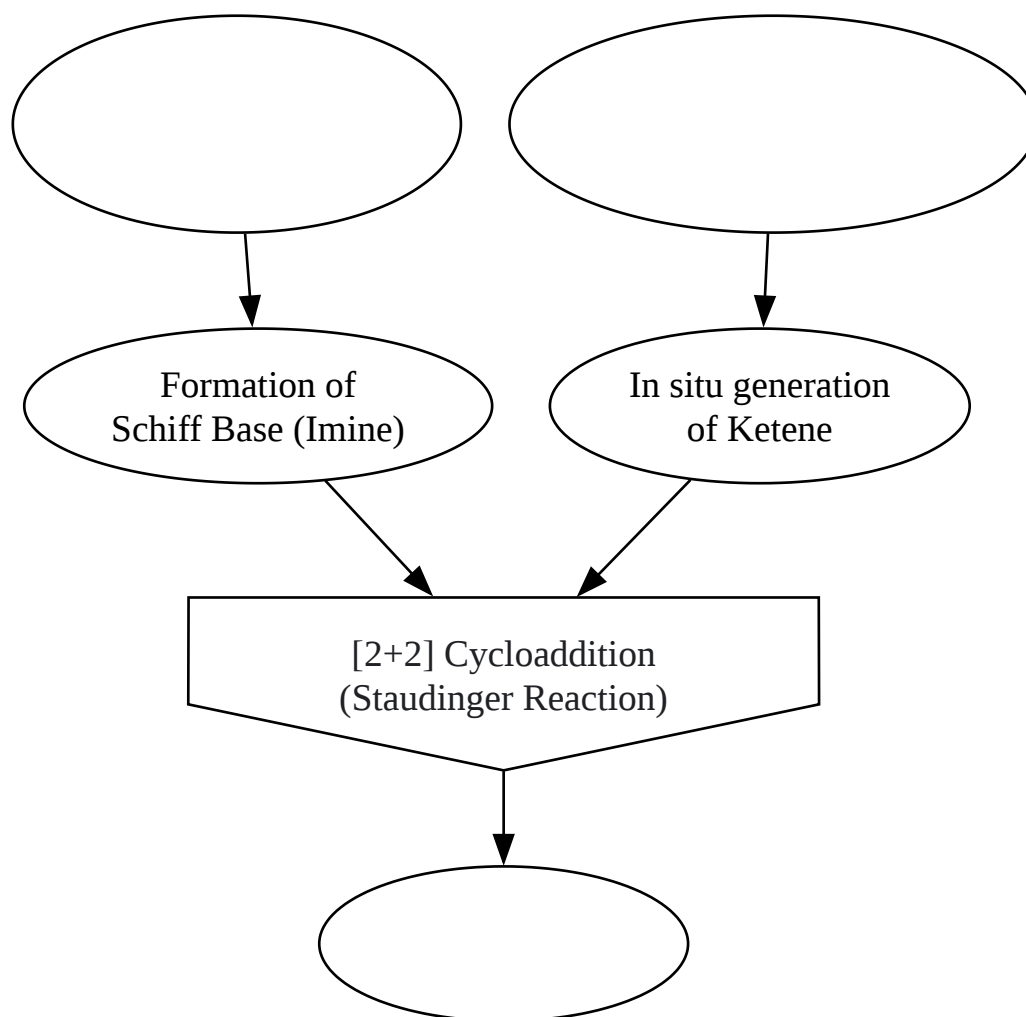 Formation of
Schiff Base (Imine)
In situ generation
of Ketene
[2+2] Cycloaddition
(Staudinger Reaction)